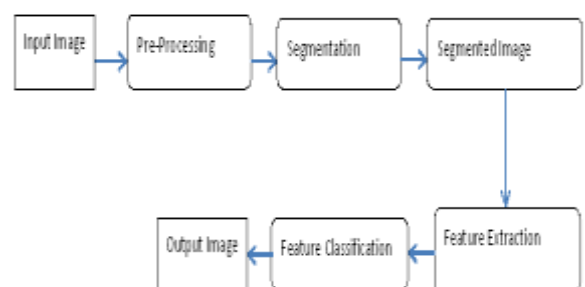 Input Image
Pre-Processing
Segmentation
Segmented Image
Feature Extraction
Feature Classification
Output Image